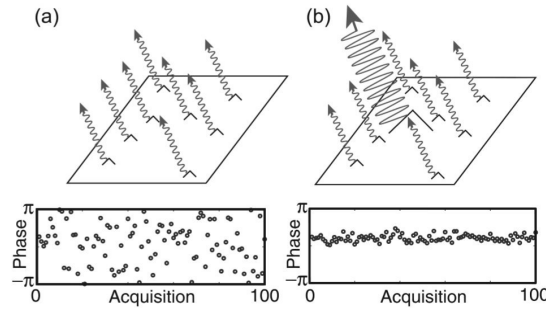 (a)
(b)
π
Phase
−π
0
Acquisition
100
π
Phase
−π
0
Acquisition
100